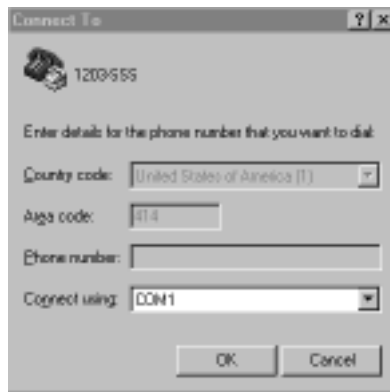 Connect To
1203-SSS
Enter details for the phone number that you want to dial:
Country code: United States of America (1)
Area code: 414
Phone number:
Connect using: COM1
OK Cancel